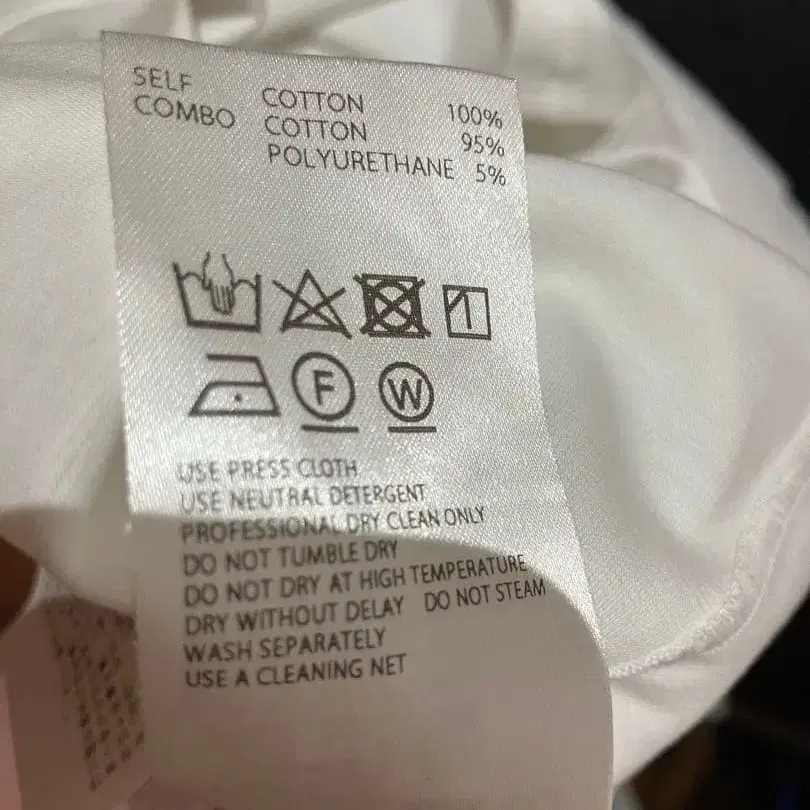 SELF COTTON 100%
COMBO COTTON 95%
POLYURETHANE 5%
F W
USE PRESS CLOTH
USE NEUTRAL DETERGENT
PROFESSIONAL DRY CLEAN ONLY
DO NOT TUMBLE DRY
DO NOT DRY AT HIGH TEMPERATURE
DRY WITHOUT DELAY DO NOT STEAM
WASH SEPARATELY
USE A CLEANING NET